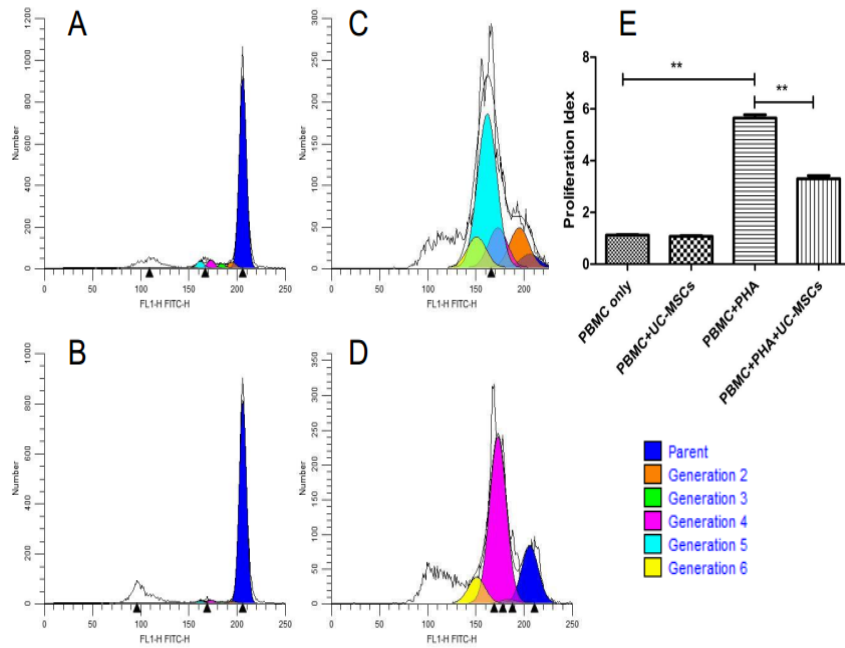 A
1200
1000
800
600
400
200
0
Number
0 50 100 150 200 250
FL1-H FITC-H
C
300
250
200
150
100
50
0
Number
0 50 100 150 200
FL1-H FITC-H
E
8
6
4
2
0
Proliferation Idex
**
**
PBMC only
PBMC+UC-MSCs
PBMC+PHA
PBMC+PHA+UC-MSCs
B
1000
800
600
400
200
0
Number
0 50 100 150 200 250
FL1-H FITC-H
D
350
300
250
200
150
100
50
0
Number
0 50 100 150 200 250
FL1-H FITC-H
Parent
Generation 2
Generation 3
Generation 4
Generation 5
Generation 6